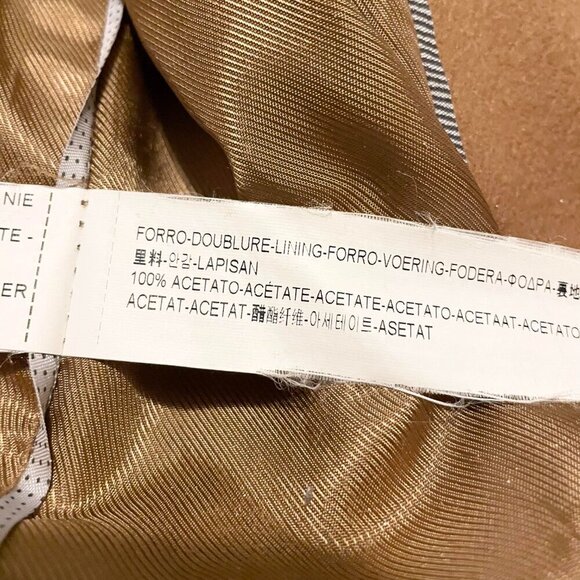 NIE
TE -
ER
FORRO-DOUBLURE-LINING-FORRO-VOERING-FODERA-ΦΟΔΡΑ-裏地
里料-안감-LAPISAN
100% ACETATO-ACÉTATE-ACETATE-ACETATO-ACETAAT-ACETATO
ACETAT-ACETAT-醋酯纤维-아세테이트-ASETAT